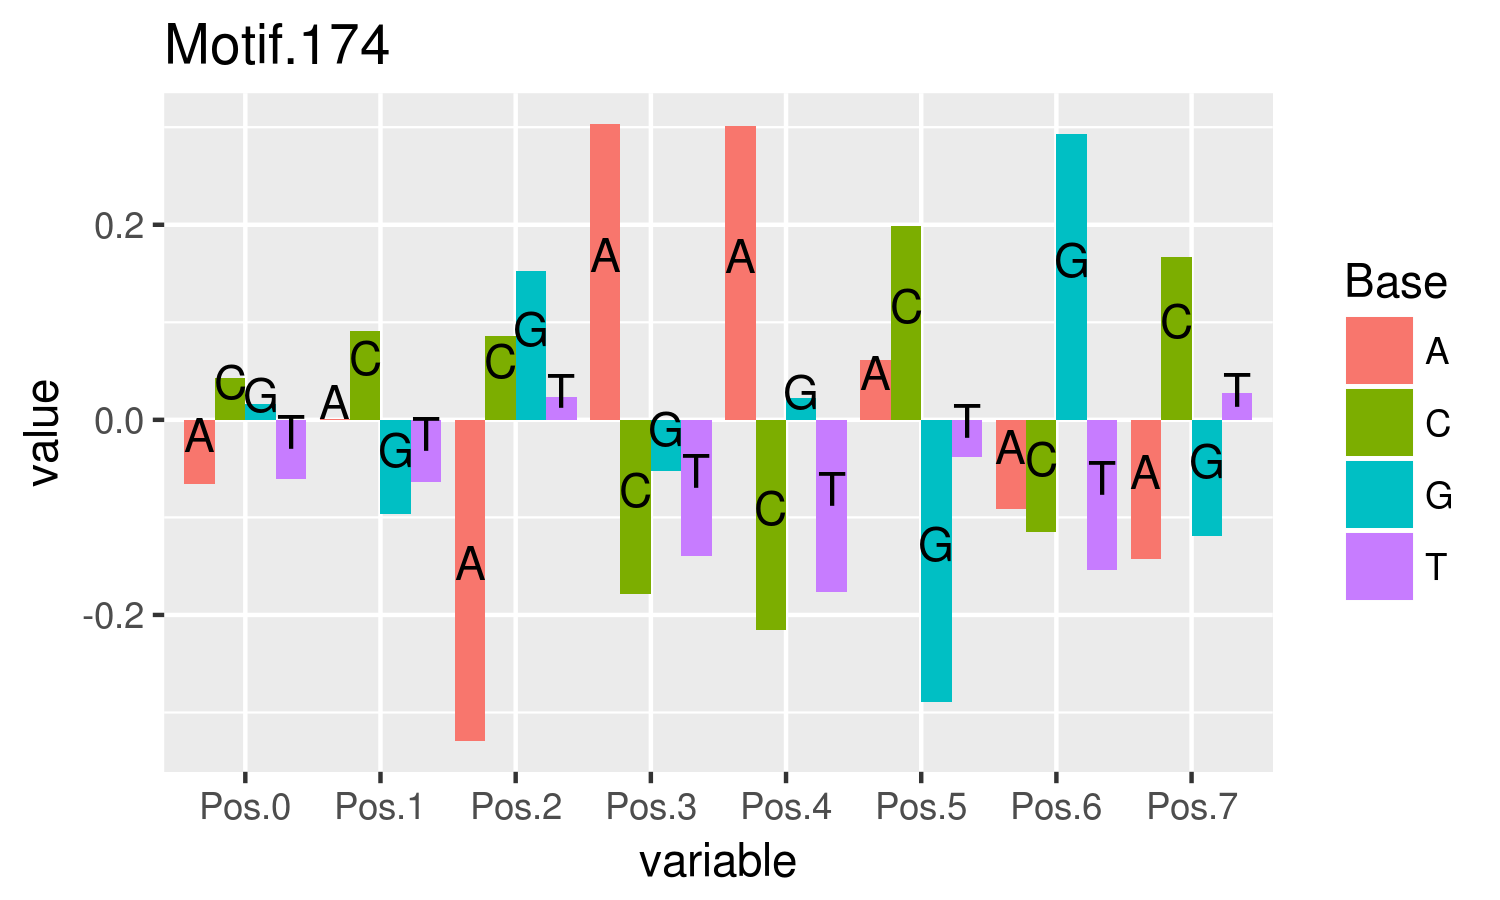 Motif.174
value
0.2
0.0
-0.2
A C G T A C G T A C G T A C G T A C G T A C G T A C G T A C G T
Pos.0 Pos.1 Pos.2 Pos.3 Pos.4 Pos.5 Pos.6 Pos.7
variable
Base
A
C
G
T